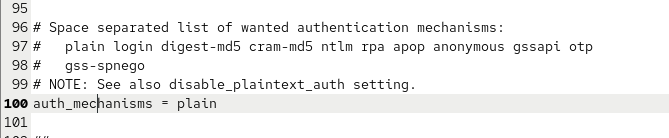 95
96 # Space separated list of wanted authentication mechanisms:
97 #   plain login digest-md5 cram-md5 ntlm rpa apop anonymous gssapi otp
98 #   gss-spnego
99 # NOTE: See also disable_plaintext_auth setting.
100 auth_mechanisms = plain
101